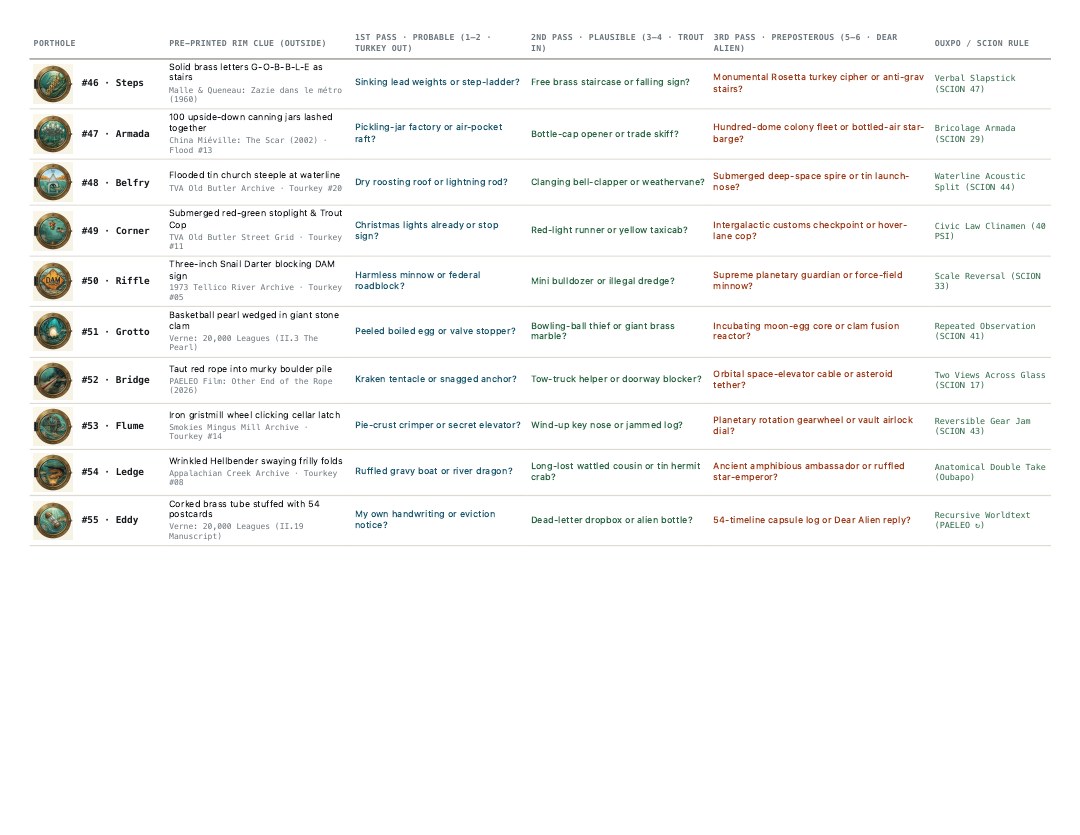 PORTHOLE
PRE-PRINTED RIM CLUE (OUTSIDE)
1ST PASS · PROBABLE (1–2 ·
TURKEY OUT)
2ND PASS · PLAUSIBLE (3–4 · TROUT
IN)
3RD PASS · PREPOSTEROUS (5–6 · DEAR
ALIEN)
OUXPO / SCION RULE
#46 · Steps
Solid brass letters G-O-B-B-L-E as
stairs
Malle & Queneau: Zazie dans le métro
(1960)
Sinking lead weights or step-ladder?
Free brass staircase or falling sign?
Monumental Rosetta turkey cipher or anti-grav
stairs?
Verbal Slapstick
(SCION 47)
#47 · Armada
100 upside-down canning jars lashed
together
China Miéville: The Scar (2002) ·
Flood #13
Pickling-jar factory or air-pocket
raft?
Bottle-cap opener or trade skiff?
Hundred-dome colony fleet or bottled-air star-
barge?
Bricolage Armada
(SCION 29)
#48 · Belfry
Flooded tin church steeple at waterline
TVA Old Butler Archive · Tourkey #20
Dry roosting roof or lightning rod?
Clanging bell-clapper or weathervane?
Submerged deep-space spire or tin launch-
nose?
Waterline Acoustic
Split (SCION 44)
#49 · Corner
Submerged red-green stoplight & Trout
Cop
TVA Old Butler Street Grid · Tourkey
#11
Christmas lights already or stop
sign?
Red-light runner or yellow taxicab?
Intergalactic customs checkpoint or hover-
lane cop?
Civic Law Clinamen (40
PSI)
#50 · Riffle
Three-inch Snail Darter blocking DAM
sign
1973 Tellico River Archive · Tourkey
#05
Harmless minnow or federal
roadblock?
Mini bulldozer or illegal dredge?
Supreme planetary guardian or force-field
minnow?
Scale Reversal (SCION
33)
#51 · Grotto
Basketball pearl wedged in giant stone
clam
Verne: 20,000 Leagues (II.3 The
Pearl)
Peeled boiled egg or valve stopper?
Bowling-ball thief or giant brass
marble?
Incubating moon-egg core or clam fusion
reactor?
Repeated Observation
(SCION 41)
#52 · Bridge
Taut red rope into murky boulder pile
PAELEO Film: Other End of the Rope
(2026)
Kraken tentacle or snagged anchor?
Tow-truck helper or doorway blocker?
Orbital space-elevator cable or asteroid
tether?
Two Views Across Glass
(SCION 17)
#53 · Flume
Iron gristmill wheel clicking cellar latch
Smokies Mingus Mill Archive ·
Tourkey #14
Pie-crust crimper or secret elevator?
Wind-up key nose or jammed log?
Planetary rotation gearwheel or vault airlock
dial?
Reversible Gear Jam
(SCION 43)
#54 · Ledge
Wrinkled Hellbender swaying frilly folds
Appalachian Creek Archive · Tourkey
#08
Ruffled gravy boat or river dragon?
Long-lost wattled cousin or tin hermit
crab?
Ancient amphibious ambassador or ruffled
star-emperor?
Anatomical Double Take
(Oubapo)
#55 · Eddy
Corked brass tube stuffed with 54
postcards
Verne: 20,000 Leagues (II.19
Manuscript)
My own handwriting or eviction
notice?
Dead-letter dropbox or alien bottle?
54-timeline capsule log or Dear Alien reply?
Recursive Worldtext
(PAELEO ↻)
DAM